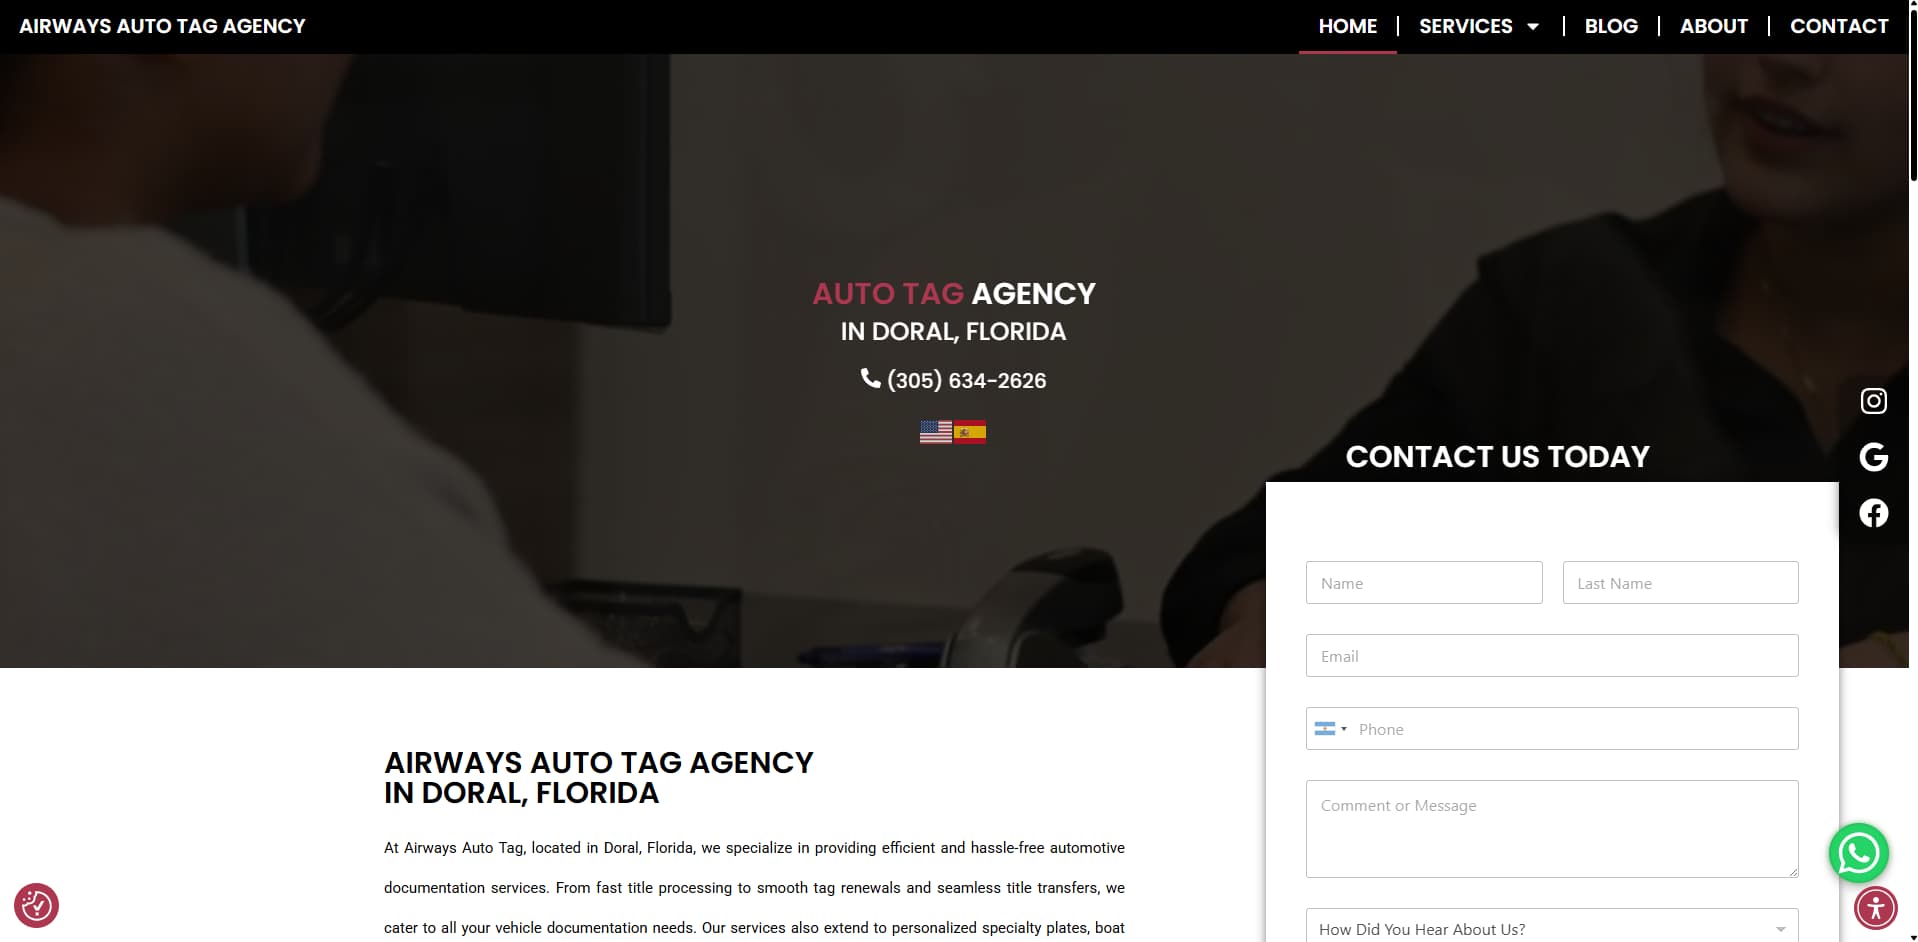 AIRWAYS AUTO TAG AGENCY
HOME
SERVICES
BLOG
ABOUT
CONTACT
AUTO TAG AGENCY
IN DORAL, FLORIDA
(305) 634-2626
CONTACT US TODAY
Name
Last Name
Email
Phone
Comment or Message
How Did You Hear About Us?
AIRWAYS AUTO TAG AGENCY
IN DORAL, FLORIDA
At Airways Auto Tag, located in Doral, Florida, we specialize in providing efficient and hassle-free automotive
documentation services. From fast title processing to smooth tag renewals and seamless title transfers, we
cater to all your vehicle documentation needs. Our services also extend to personalized specialty plates, boat